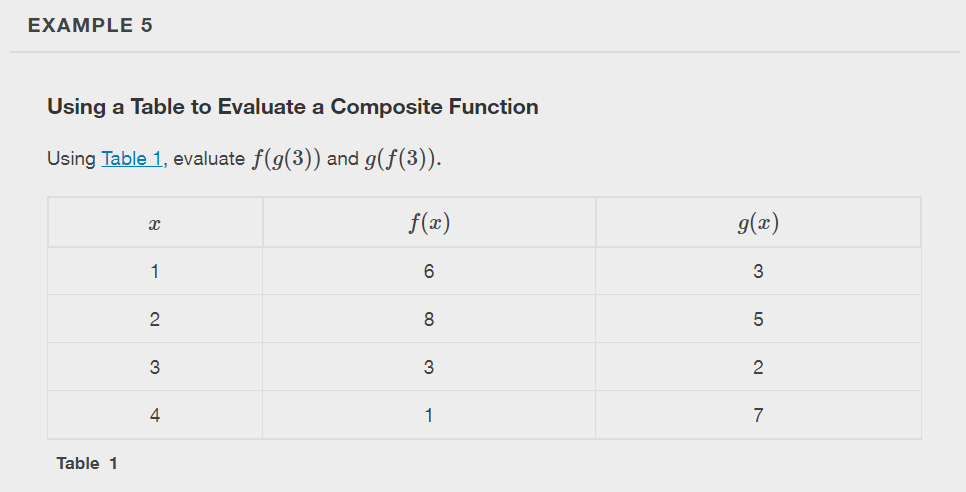 EXAMPLE 5
Using a Table to Evaluate a Composite Function
Using Table 1, evaluate f(g(3)) and g(f(3)).
x f(x) g(x)
1 6 3
2 8 5
3 3 2
4 1 7
Table 1